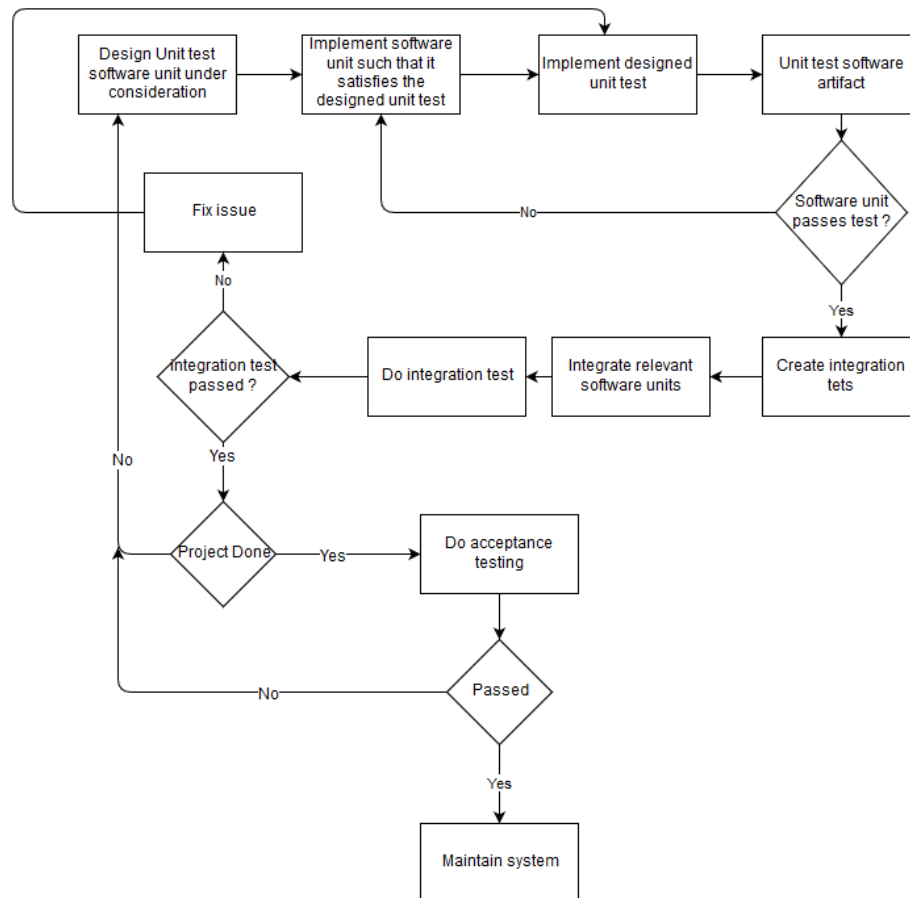 Design Unit test
software unit under
consideration
Implement software
unit such that it
satisfies the
designed unit test
Implement designed
unit test
Unit test software
artifact
Fix issue
No
Software unit
passes test ?
No
Yes
integration test
passed ?
Do integration test
Integrate relevant
software units
Create integration
tets
Yes
No
Project Done
Yes
Do acceptance
testing
No
Passed
Yes
Maintain system